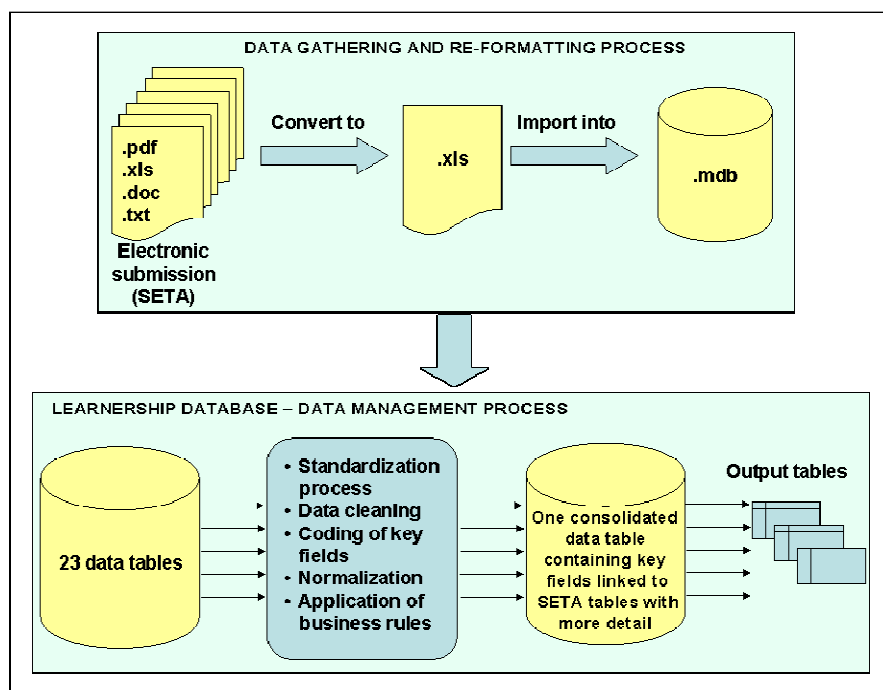 DATA GATHERING AND RE-FORMATTING PROCESS
.pdf
.xls
.doc
.txt
Electronic
submission
(SETA)
Convert to
.xls
Import into
.mdb
LEARNERSHIP DATABASE – DATA MANAGEMENT PROCESS
23 data tables
• Standardization
process
• Data cleaning
• Coding of key
fields
• Normalization
• Application of
business rules
One consolidated
data table
containing key
fields linked to
SETA tables with
more detail
Output tables